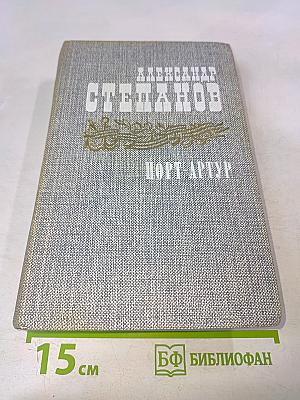 АЛЕКСАНДР
СТЕПАНОВ
ПОРТ-АРТУР
15 см
БФ БИБЛИОФАН